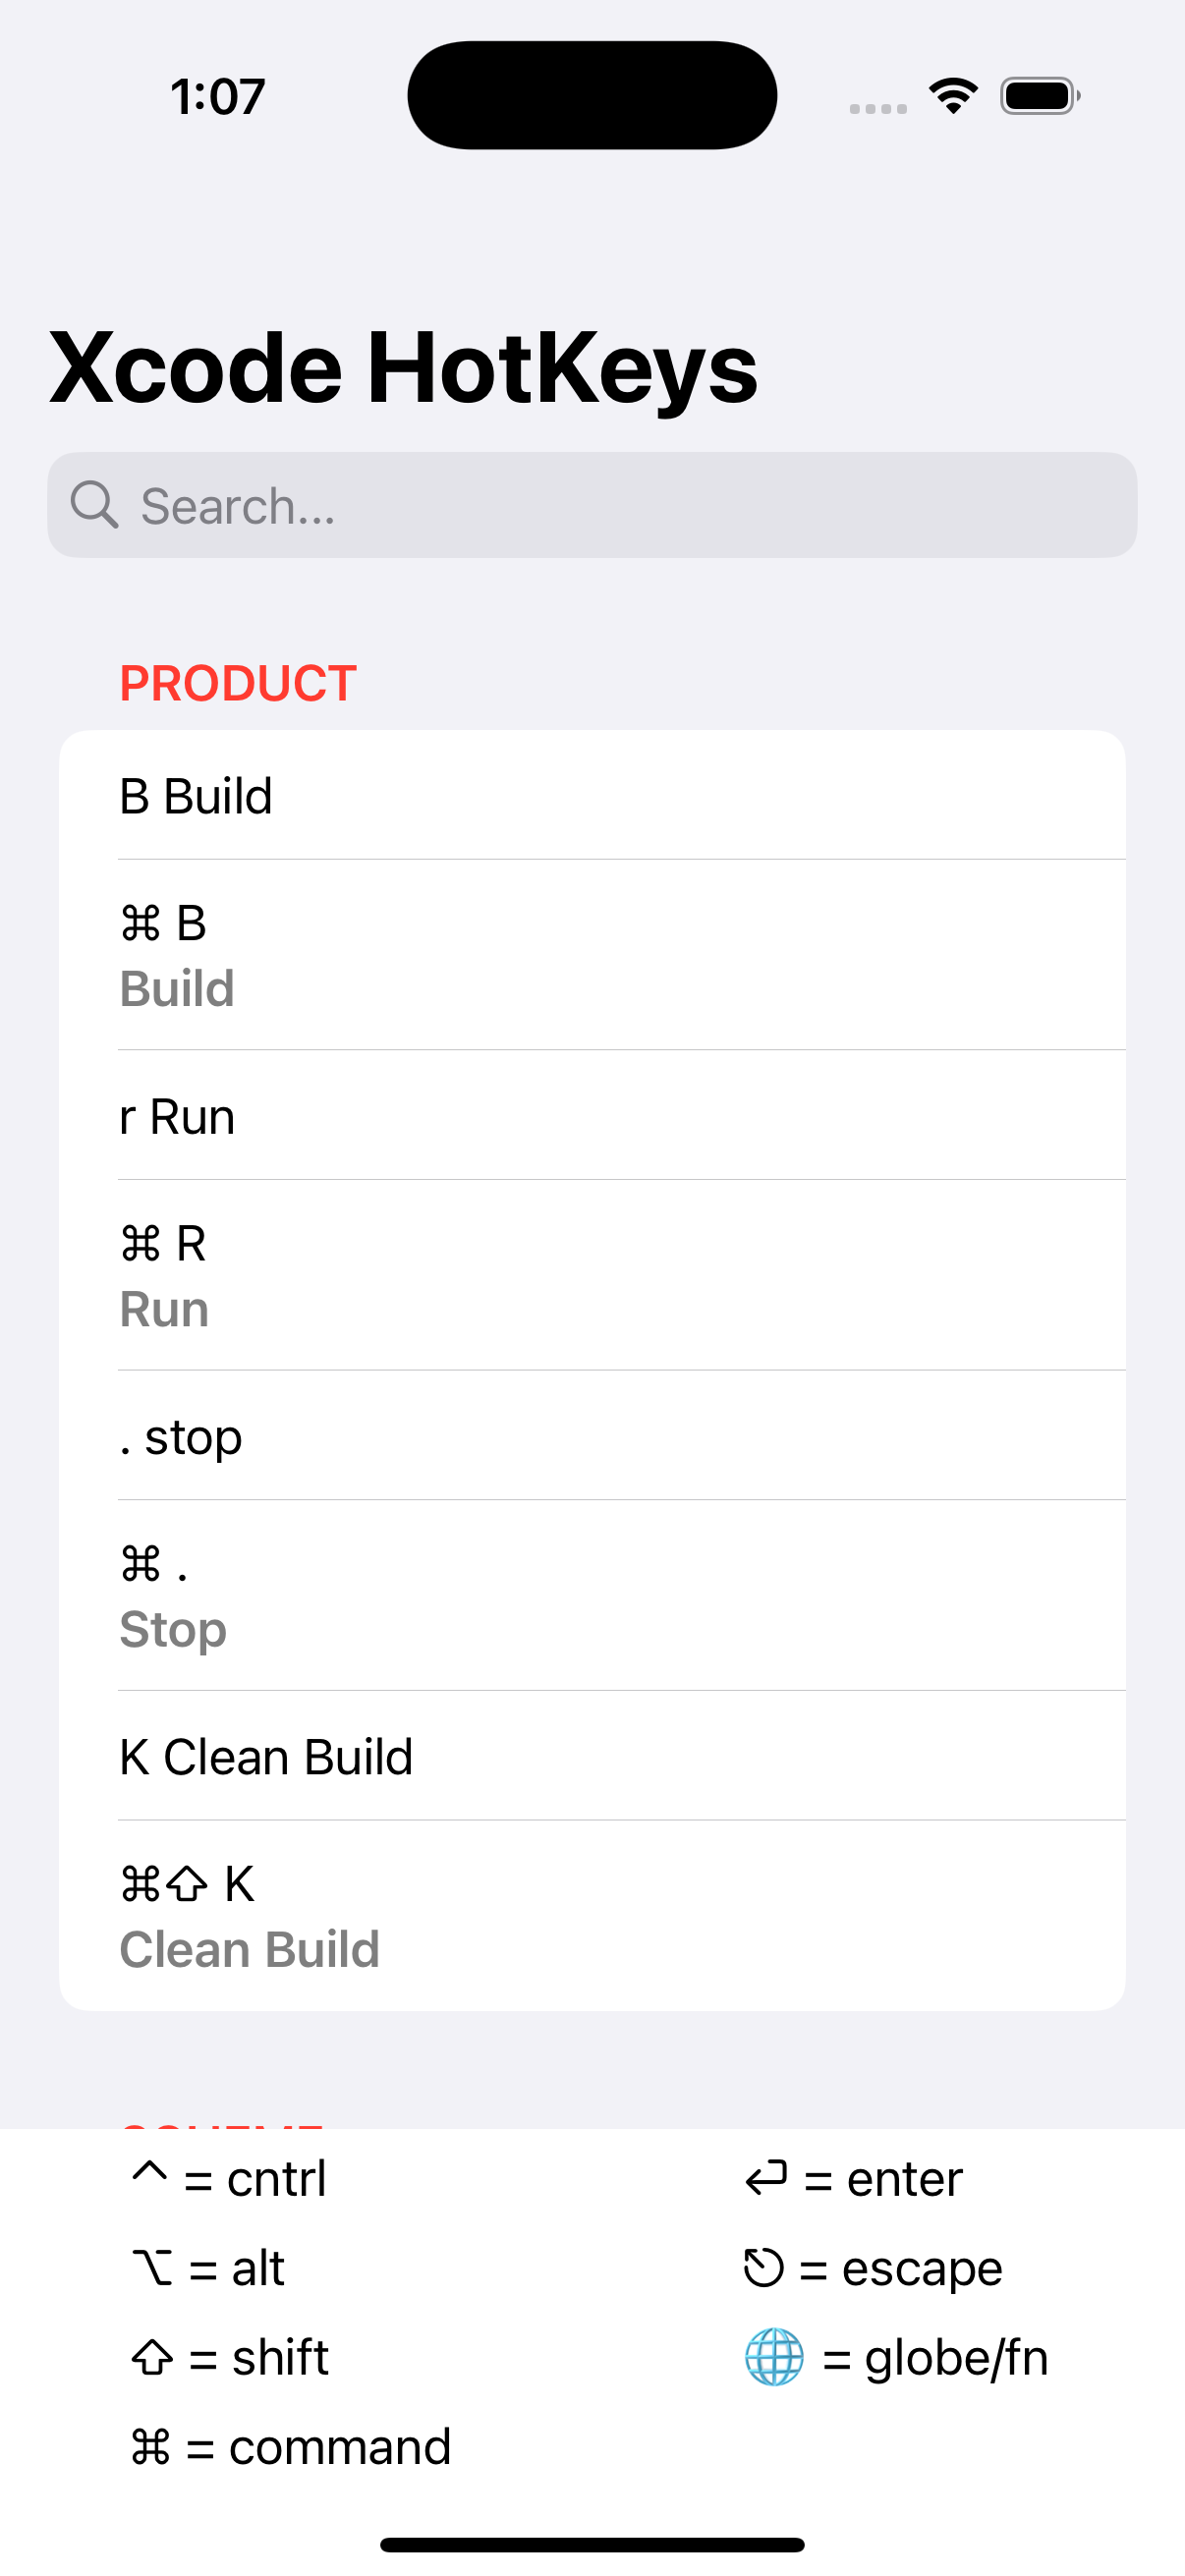 1:07
Xcode HotKeys
Search...
PRODUCT
B Build
⌘ B
Build
r Run
⌘ R
Run
. stop
⌘ .
Stop
K Clean Build
⌘⇧ K
Clean Build
^ = cntrl
⏎ = enter
⌥ = alt
⎋ = escape
⇧ = shift
🌐 = globe/fn
⌘ = command